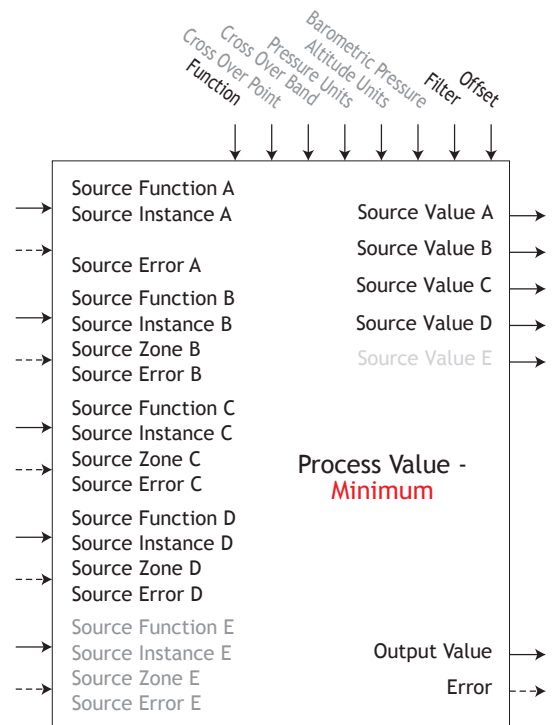 Function
Cross Over Point
Cross Over Band
Pressure Units
Altitude Units
Barometric Pressure
Filter
Offset
Source Function A
Source Instance A
Source Error A
Source Function B
Source Instance B
Source Zone B
Source Error B
Source Function C
Source Instance C
Source Zone C
Source Error C
Source Function D
Source Instance D
Source Zone D
Source Error D
Source Function E
Source Instance E
Source Zone E
Source Error E
Source Value A
Source Value B
Source Value C
Source Value D
Source Value E
Process Value -
Minimum
Output Value
Error